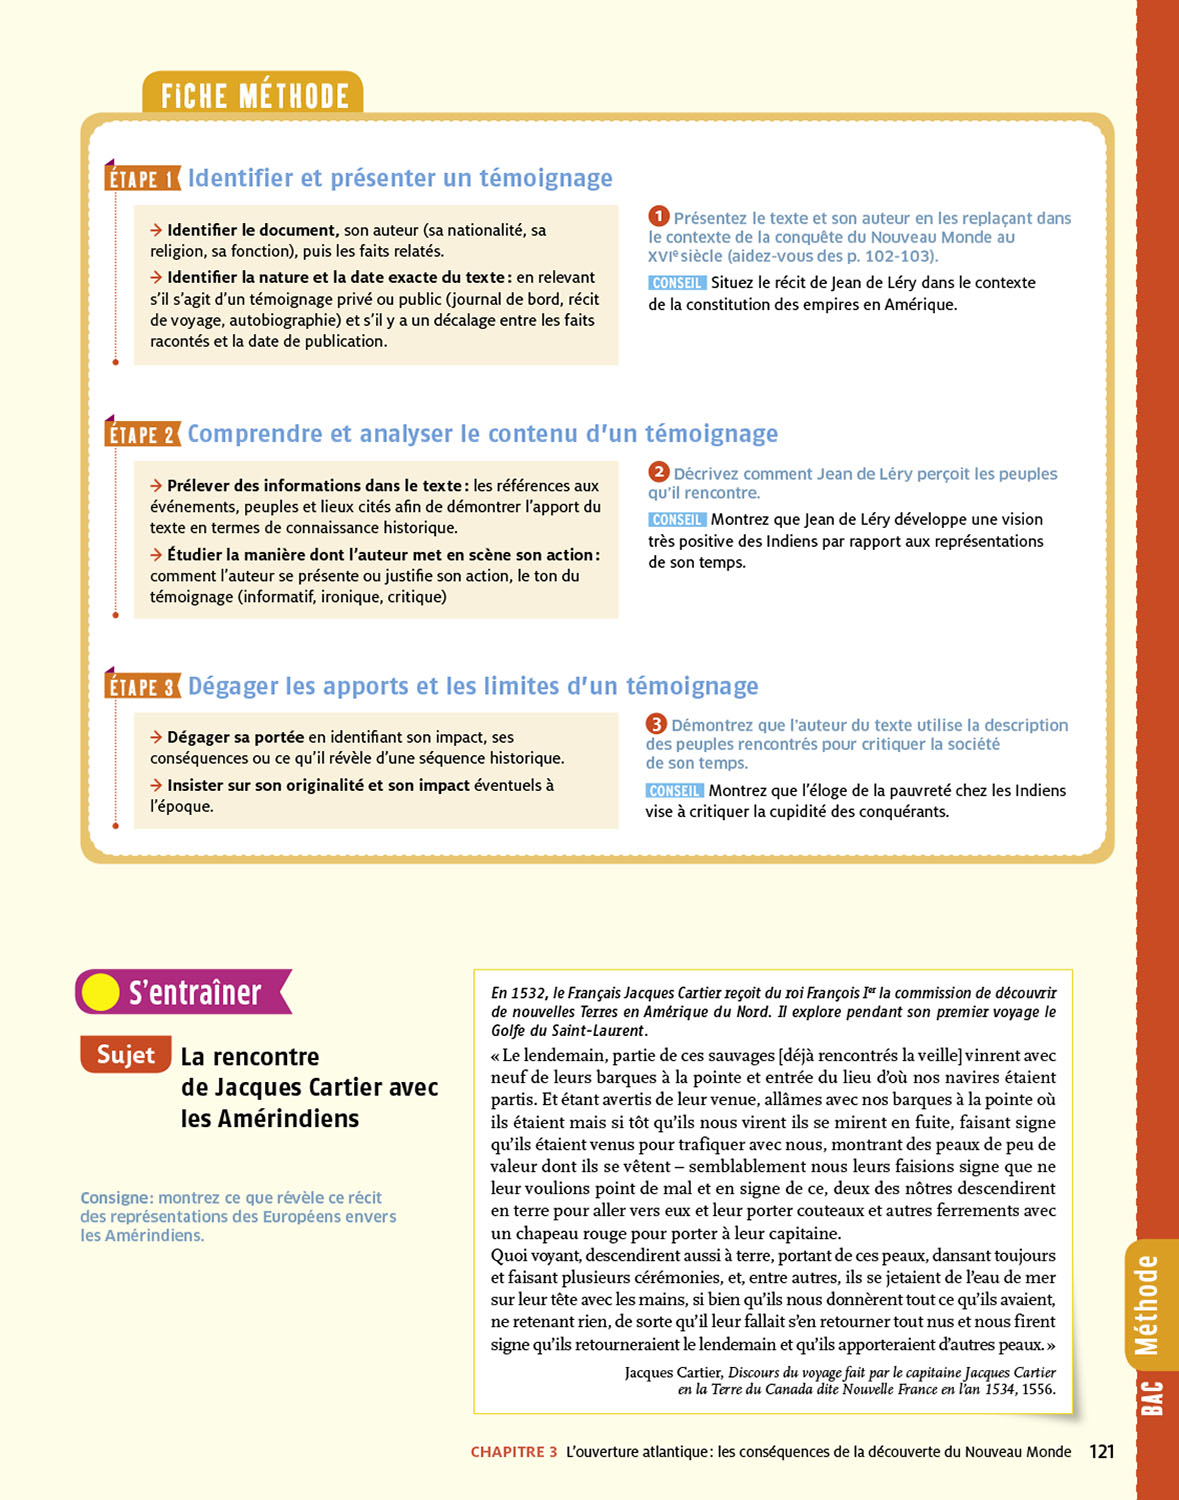 FiCHE MÉTHODE
ÉTAPE 1 Identifier et présenter un témoignage
→ Identifier le document, son auteur (sa nationalité, sa
religion, sa fonction), puis les faits relatés.
→ Identifier la nature et la date exacte du texte : en relevant
s’il s’agit d’un témoignage privé ou public (journal de bord, récit
de voyage, autobiographie) et s’il y a un décalage entre les faits
racontés et la date de publication.
1 Présentez le texte et son auteur en les replaçant dans
le contexte de la conquête du Nouveau Monde au
XVIe siècle (aidez-vous des p. 102-103).
CONSEIL Situez le récit de Jean de Léry dans le contexte
de la constitution des empires en Amérique.
ÉTAPE 2 Comprendre et analyser le contenu d’un témoignage
→ Prélever des informations dans le texte : les références aux
événements, peuples et lieux cités afin de démontrer l’apport du
texte en termes de connaissance historique.
→ Étudier la manière dont l’auteur met en scène son action :
comment l’auteur se présente ou justifie son action, le ton du
témoignage (informatif, ironique, critique)
2 Décrivez comment Jean de Léry perçoit les peuples
qu’il rencontre.
CONSEIL Montrez que Jean de Léry développe une vision
très positive des Indiens par rapport aux représentations
de son temps.
ÉTAPE 3 Dégager les apports et les limites d’un témoignage
→ Dégager sa portée en identifiant son impact, ses
conséquences ou ce qu’il révèle d’une séquence historique.
→ Insister sur son originalité et son impact éventuels à
l’époque.
3 Démontrez que l’auteur du texte utilise la description
des peuples rencontrés pour critiquer la société
de son temps.
CONSEIL Montrez que l’éloge de la pauvreté chez les Indiens
vise à critiquer la cupidité des conquérants.
S’entraîner
Sujet La rencontre
de Jacques Cartier avec
les Amérindiens
Consigne : montrez ce que révèle ce récit
des représentations des Européens envers
les Amérindiens.
En 1532, le Français Jacques Cartier reçoit du roi François Ier la commission de découvrir
de nouvelles Terres en Amérique du Nord. Il explore pendant son premier voyage le
Golfe du Saint-Laurent.
« Le lendemain, partie de ces sauvages [déjà rencontrés la veille] vinrent avec
neuf de leurs barques à la pointe et entrée du lieu d’où nos navires étaient
partis. Et étant avertis de leur venue, allâmes avec nos barques à la pointe où
ils étaient mais si tôt qu’ils nous virent ils se mirent en fuite, faisant signe
qu’ils étaient venus pour trafiquer avec nous, montrant des peaux de peu de
valeur dont ils se vêtent – semblablement nous leurs faisions signe que ne
leur voulions point de mal et en signe de ce, deux des nôtres descendirent
en terre pour aller vers eux et leur porter couteaux et autres ferrements avec
un chapeau rouge pour porter à leur capitaine.
Quoi voyant, descendirent aussi à terre, portant de ces peaux, dansant toujours
et faisant plusieurs cérémonies, et, entre autres, ils se jetaient de l’eau de mer
sur leur tête avec les mains, si bien qu’ils nous donnèrent tout ce qu’ils avaient,
ne retenant rien, de sorte qu’il leur fallait s’en retourner tout nus et nous firent
signe qu’ils retourneraient le lendemain et qu’ils apporteraient d’autres peaux. »
Jacques Cartier, Discours du voyage fait par le capitaine Jacques Cartier
en la Terre du Canada dite Nouvelle France en l’an 1534, 1556.
BAC Méthode
CHAPITRE 3 L’ouverture atlantique : les conséquences de la découverte du Nouveau Monde 121